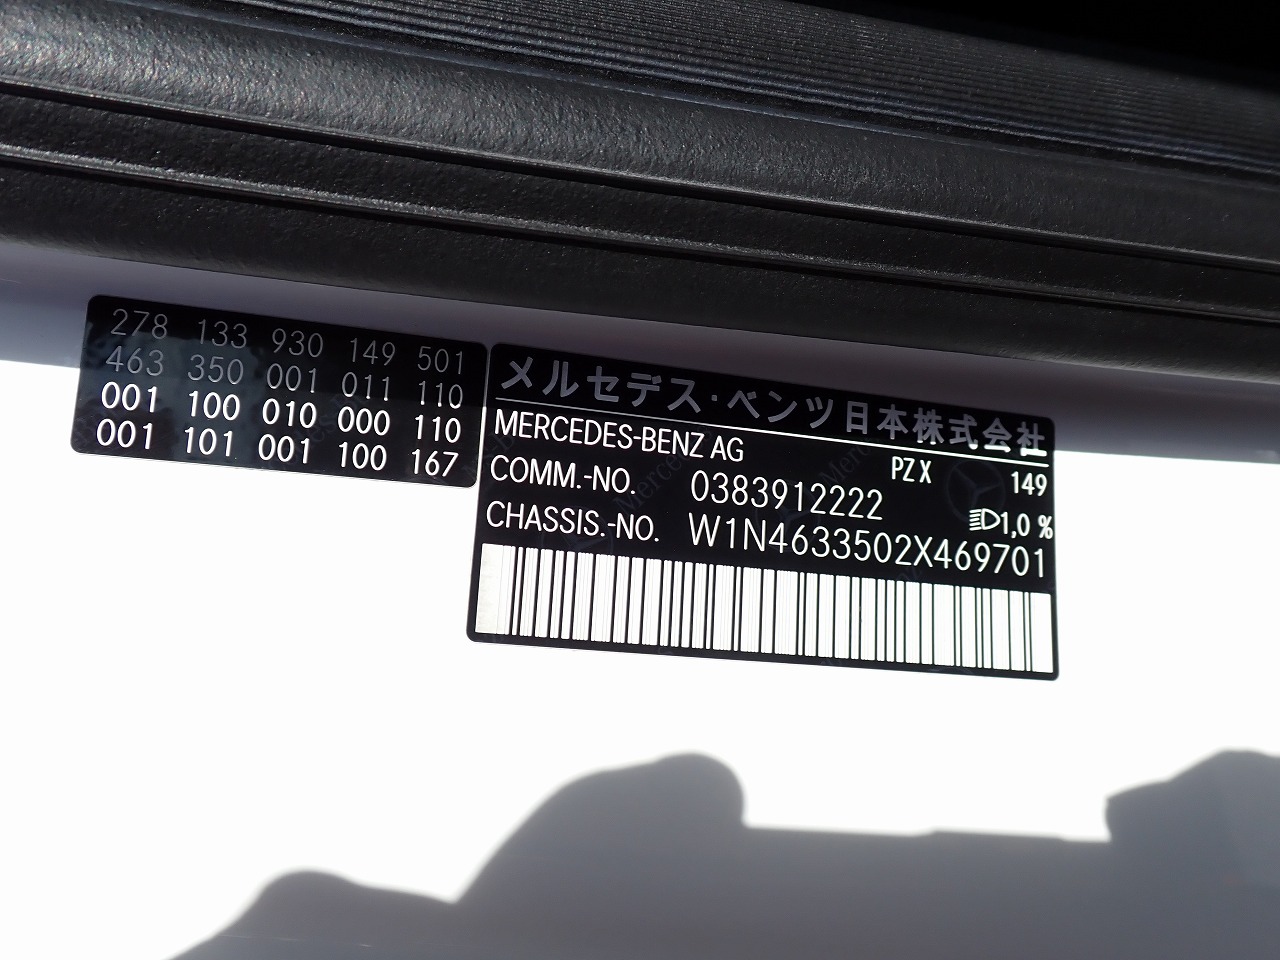 278 133 930 149 501
463 350 001 011 110
001 100 010 000 110
001 101 001 100 167
メルセデス・ベンツ日本株式会社
MERCEDES-BENZ AG
PZ X 149
COMM.-NO. 0383912222
1,0 %
CHASSIS.-NO. W1N4633502X469701